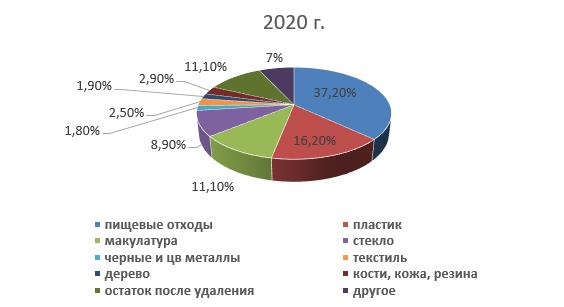 2020 г.
7%
11,10%
2,90%
1,90%
2,50%
1,80%
8,90%
11,10%
16,20%
37,20%
пищевые отходы
пластик
макулатура
стекло
черные и цв металлы
текстиль
дерево
кости, кожа, резина
остаток после удаления
другое